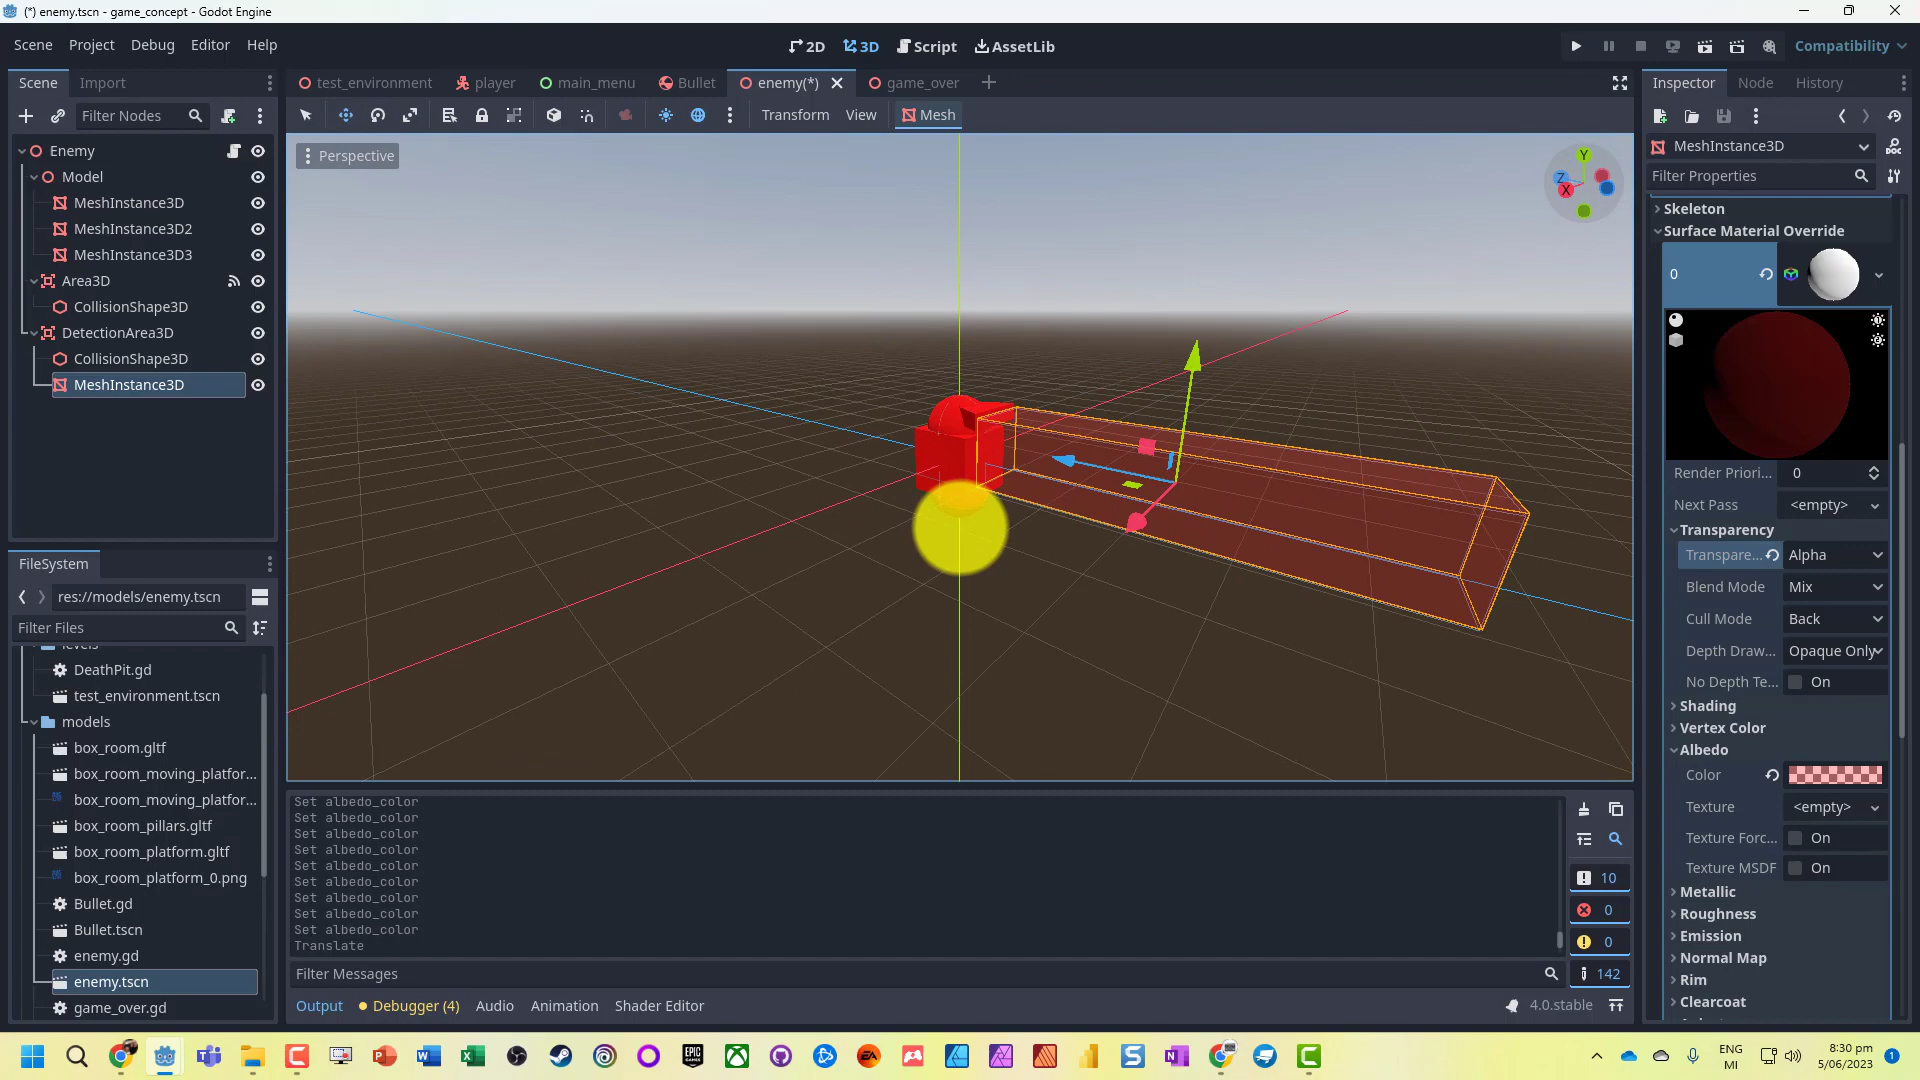 (*) enemy.tscn - game_concept - Godot Engine
Scene Project Debug Editor Help
2D 3D Script AssetLib
Compatibility
Scene Import
test_environment player main_menu Bullet enemy(*) game_over
Inspector Node History
Filter Nodes
Transform View Mesh
Perspective
Enemy
Model
MeshInstance3D
MeshInstance3D2
MeshInstance3D3
Area3D
CollisionShape3D
DetectionArea3D
CollisionShape3D
MeshInstance3D
Y
Z
X
MeshInstance3D
Filter Properties
Skeleton
Surface Material Override
0
Render Priori... 0
Next Pass <empty>
Transparency
Transpare... Alpha
Blend Mode Mix
Cull Mode Back
Depth Draw... Opaque Only
No Depth Te... On
Shading
Vertex Color
Albedo
Color
Texture <empty>
Texture Forc... On
Texture MSDF On
Metallic
Roughness
Emission
Normal Map
Rim
Clearcoat
FileSystem
res://models/enemy.tscn
Filter Files
levels
DeathPit.gd
test_environment.tscn
models
box_room.gltf
box_room_moving_platfor...
box_room_moving_platfor...
box_room_pillars.gltf
box_room_platform.gltf
box_room_platform_0.png
Bullet.gd
Bullet.tscn
enemy.gd
enemy.tscn
game_over.gd
Set albedo_color
Set albedo_color
Set albedo_color
Set albedo_color
Set albedo_color
Set albedo_color
Set albedo_color
Set albedo_color
Set albedo_color
Translate
10
0
0
142
Filter Messages
Output Debugger (4) Audio Animation Shader Editor
4.0.stable
ENG
MI
8:30 pm
5/06/2023
1